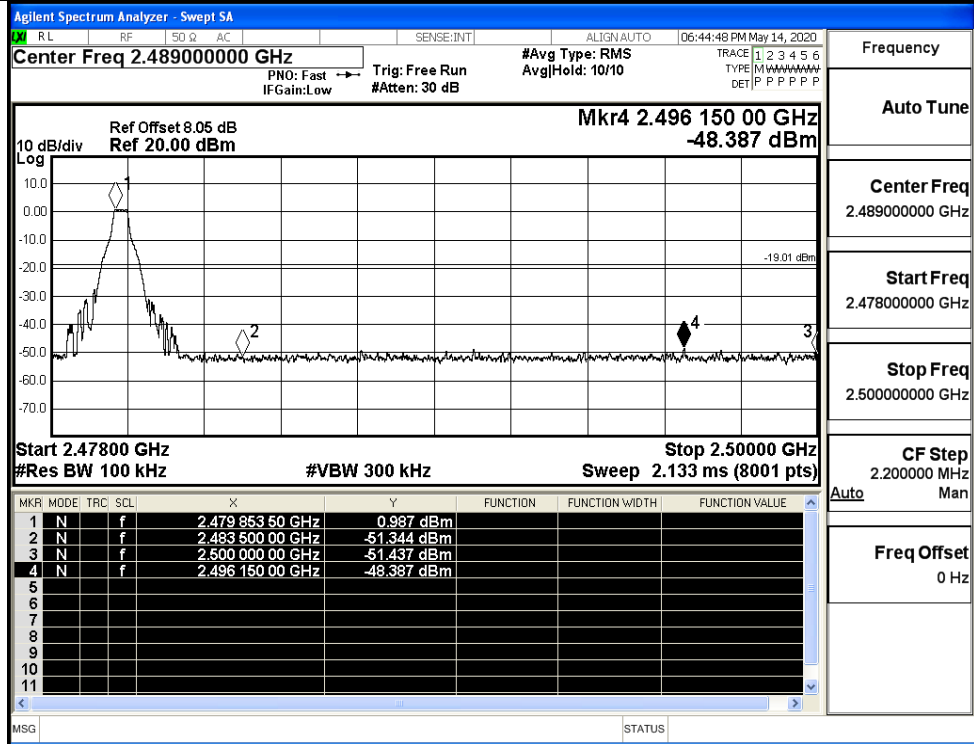 Agilent Spectrum Analyzer - Swept SA
LXI RL RF 50 Ω AC SENSE:INT ALIGN AUTO 06:44:48 PM May 14, 2020
Center Freq 2.489000000 GHz
PNO: Fast
IFGain:Low
Trig: Free Run
#Atten: 30 dB
#Avg Type: RMS
Avg|Hold: 10/10
TRACE 1 2 3 4 5 6
TYPE M WWWWW
DET P P P P P P
Ref Offset 8.05 dB
10 dB/div Ref 20.00 dBm
Log
Mkr4 2.496 150 00 GHz
-48.387 dBm
10.0
0.00
-10.0
-20.0
-30.0
-40.0
-50.0
-60.0
-70.0
1
2
4
3
-19.01 dBm
Start 2.47800 GHz Stop 2.50000 GHz
#Res BW 100 kHz #VBW 300 kHz Sweep 2.133 ms (8001 pts)
MKR MODE TRC SCL X Y FUNCTION FUNCTION WIDTH FUNCTION VALUE
1 N f 2.479 853 50 GHz 0.987 dBm
2 N f 2.483 500 00 GHz -51.344 dBm
3 N f 2.500 000 00 GHz -51.437 dBm
4 N f 2.496 150 00 GHz -48.387 dBm
5
6
7
8
9
10
11
MSG STATUS
Frequency
Auto Tune
Center Freq
2.489000000 GHz
Start Freq
2.478000000 GHz
Stop Freq
2.500000000 GHz
CF Step
2.200000 MHz
Auto Man
Freq Offset
0 Hz